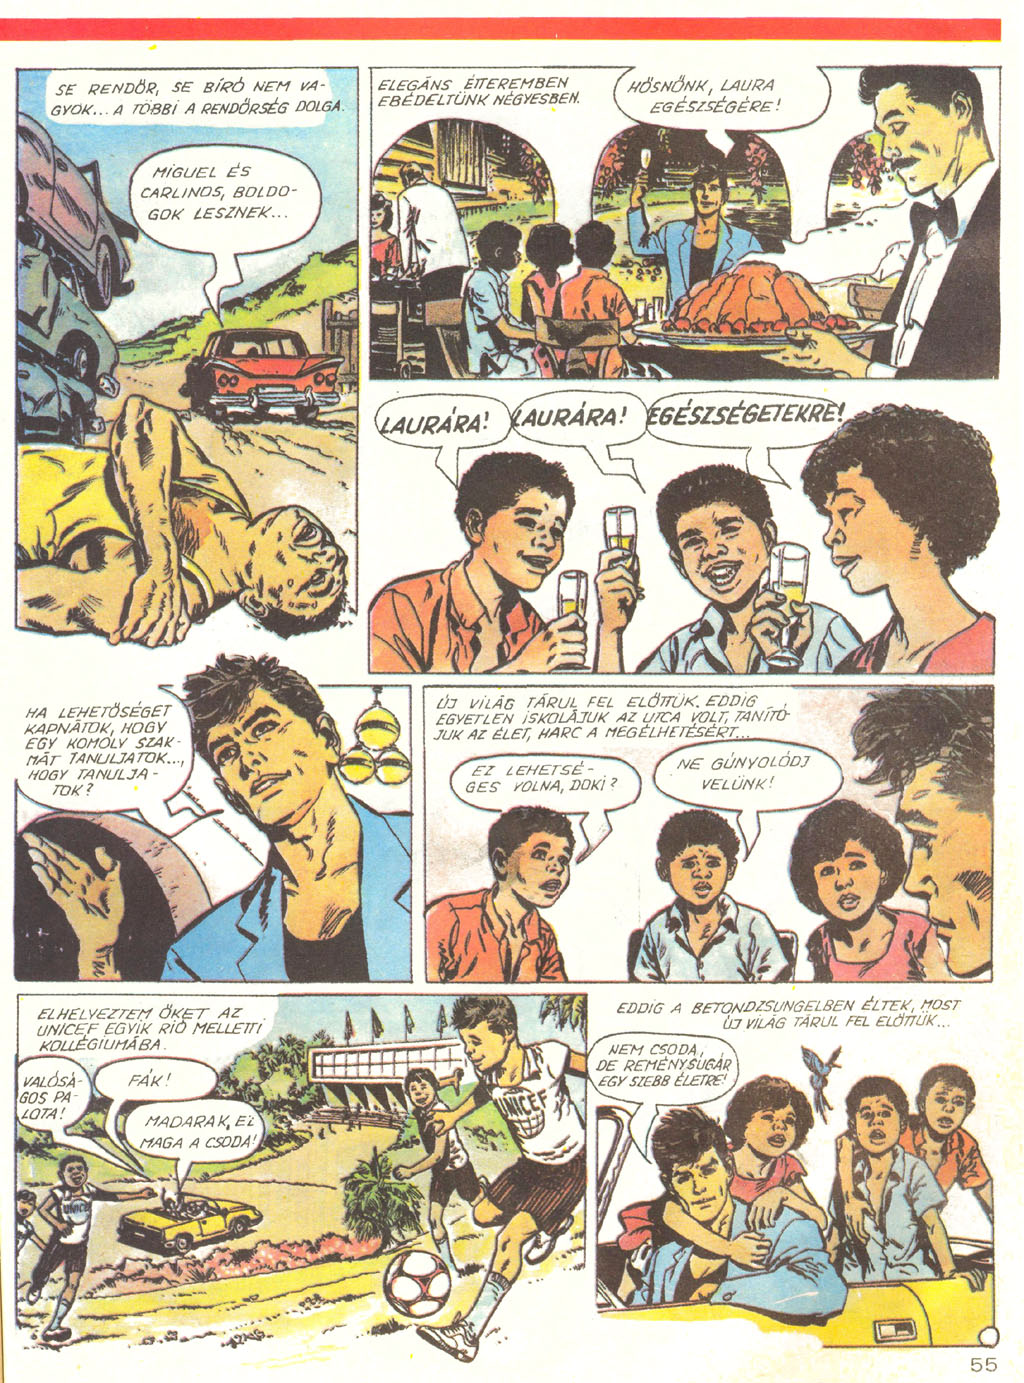 SE RENDŐR, SE BÍRÓ NEM VA-
GYOK... A TÖBBI A RENDŐRSÉG DOLGA.
MIGUEL ÉS
CARLINOS, BOLDO-
GOK LESZNEK...
ELEGÁNS ÉTTEREMBEN
EBÉDELTÜNK NÉGYESBEN.
HŐSNŐNK, LAURA
EGÉSZSÉGÉRE!
LAURÁRA!
LAURÁRA!
EGÉSZSÉGETEKRE!
HA LEHETŐSÉGET
KAPNÁTOK, HOGY
EGY KOMOLY SZAK-
MÁT TANULJATOK...,
HOGY TANULJA-
TOK?
ÚJ VILÁG TÁRUL FEL ELŐTTÜK. EDDIG
EGYETLEN ISKOLÁJUK AZ UTCA VOLT, TANÍTÓ-
JUK AZ ÉLET, HARC A MEGÉLHETÉSÉRT...
EZ LEHETSÉ-
GES VOLNA, DOKI?
NE GÚNYOLÓDJ
VELÜNK!
ELHELYEZTEM ŐKET AZ
UNICEF EGYIK RIÓ MELLETTI
KOLLÉGIUMÁBA.
VALÓSÁ-
GOS PA-
LOTA!
FÁK!
MADARAK, EZ
MAGA A CSODA!
UNICEF
UNICEF
EDDIG A BETONDZSUNGELBEN ÉLTEK, MOST
ÚJ VILÁG TÁRUL FEL ELŐTTÜK...
NEM CSODA,
DE REMÉNYSUGÁR
EGY SZEBB ÉLETRE!
55